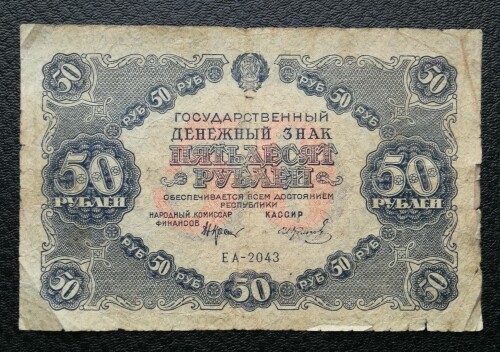 50 РУБ 50 РУБ РУБ 50 РУБ 50
ГОСУДАРСТВЕННЫЙ
ДЕНЕЖНЫЙ ЗНАК
ПЯТЬДЕСЯТ
РУБЛЕЙ
50
РУБЛЕЙ
50
РУБЛЕЙ
ОБЕСПЕЧИВАЕТСЯ ВСЕМ ДОСТОЯНИЕМ
РЕСПУБЛИКИ
НАРОДНЫЙ КОМИССАР
ФИНАНСОВ
КАССИР
ЕА-2043
50 РУБ 50 РУБ 50 РУБ 50 РУБ 50